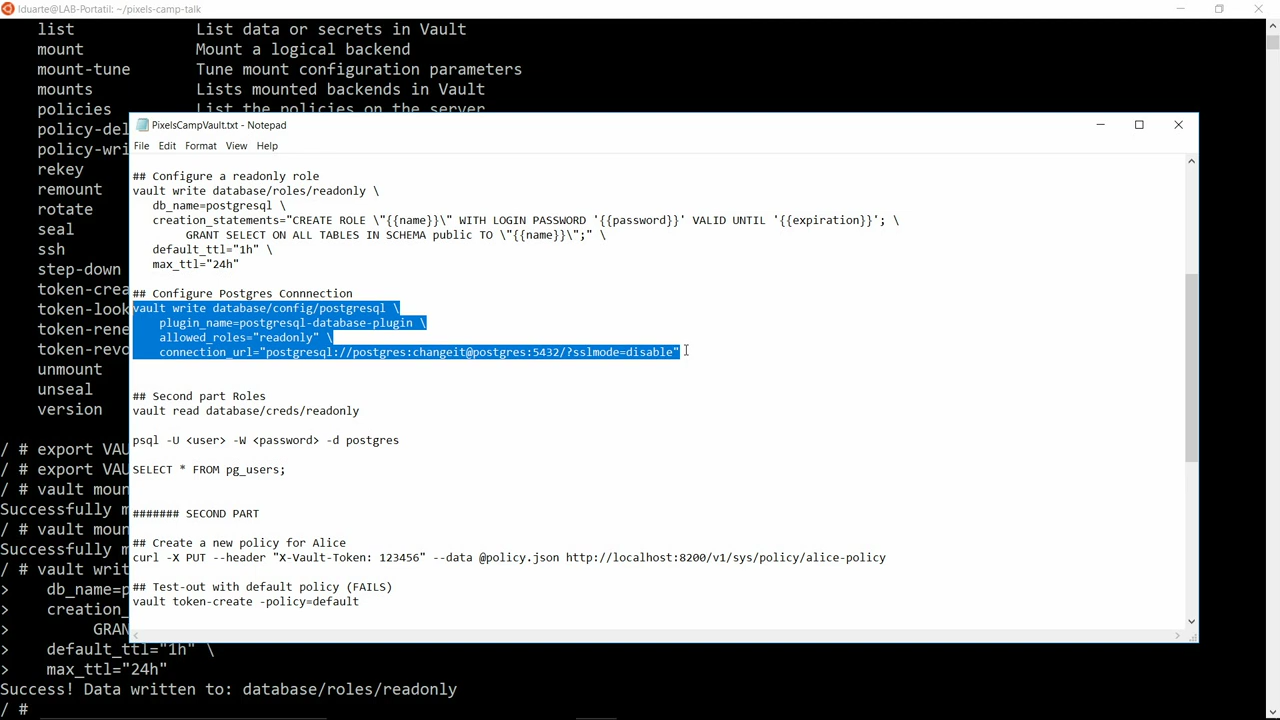 lduarte@LAB-Portatil: ~/pixels-camp-talk
list List data or secrets in Vault
mount Mount a logical backend
mount-tune Tune mount configuration parameters
mounts Lists mounted backends in Vault
policies List the policies on the server
policy-del
policy-wri
rekey
remount
rotate
seal
ssh
step-down
token-crea
token-look
token-rene
token-revo
unmount
unseal
version
/ # export VAU
/ # export VAU
/ # vault moun
Successfully m
/ # vault moun
Successfully m
/ # vault writ
> db_name=p
> creation_
> GRAN
> default_ttl="1h" \
> max_ttl="24h"
Success! Data written to: database/roles/readonly
/ #
PixelsCampVault.txt - Notepad
File Edit Format View Help
## Configure a readonly role
vault write database/roles/readonly \
db_name=postgresql \
creation_statements="CREATE ROLE \"{{name}}\" WITH LOGIN PASSWORD '{{password}}' VALID UNTIL '{{expiration}}'; \
GRANT SELECT ON ALL TABLES IN SCHEMA public TO \"{{name}}\";" \
default_ttl="1h" \
max_ttl="24h"
## Configure Postgres Connnection
vault write database/config/postgresql \
plugin_name=postgresql-database-plugin \
allowed_roles="readonly" \
connection_url="postgresql://postgres:changeit@postgres:5432/?sslmode=disable"
## Second part Roles
vault read database/creds/readonly
psql -U <user> -W <password> -d postgres
SELECT * FROM pg_users;
####### SECOND PART
## Create a new policy for Alice
curl -X PUT --header "X-Vault-Token: 123456" --data @policy.json http://localhost:8200/v1/sys/policy/alice-policy
## Test-out with default policy (FAILS)
vault token-create -policy=default